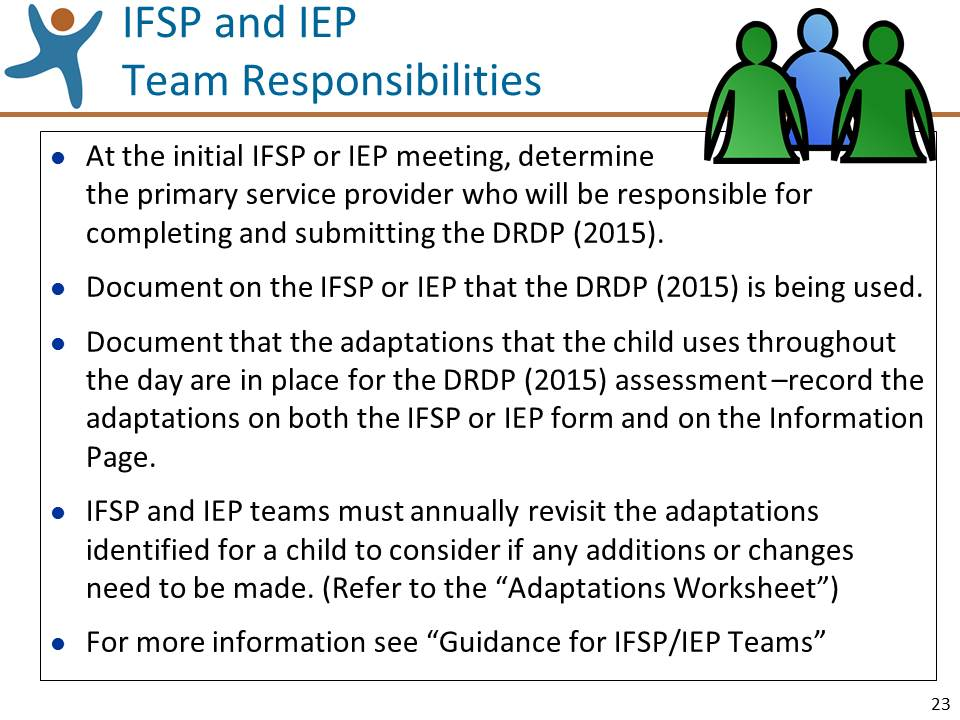 IFSP and IEP
Team Responsibilities
● At the initial IFSP or IEP meeting, determine
the primary service provider who will be responsible for
completing and submitting the DRDP (2015).
● Document on the IFSP or IEP that the DRDP (2015) is being used.
● Document that the adaptations that the child uses throughout
the day are in place for the DRDP (2015) assessment –record the
adaptations on both the IFSP or IEP form and on the Information
Page.
● IFSP and IEP teams must annually revisit the adaptations
identified for a child to consider if any additions or changes
need to be made. (Refer to the “Adaptations Worksheet”)
● For more information see “Guidance for IFSP/IEP Teams”
23